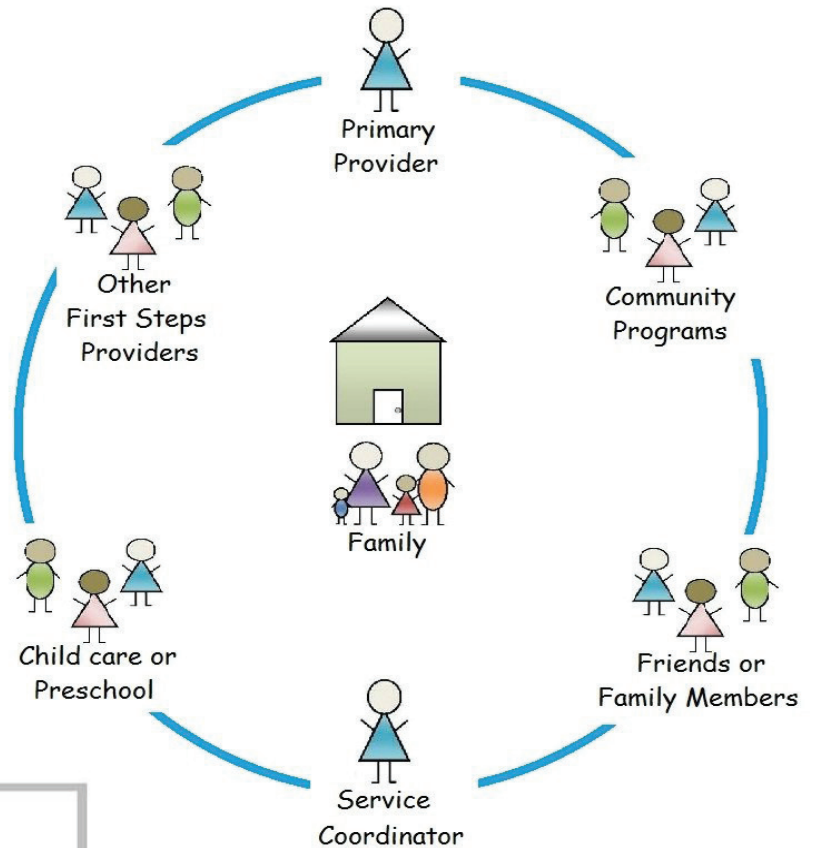 Primary
Provider
Other
First Steps
Providers
Community
Programs
Family
Child care or
Preschool
Friends or
Family Members
Service
Coordinator